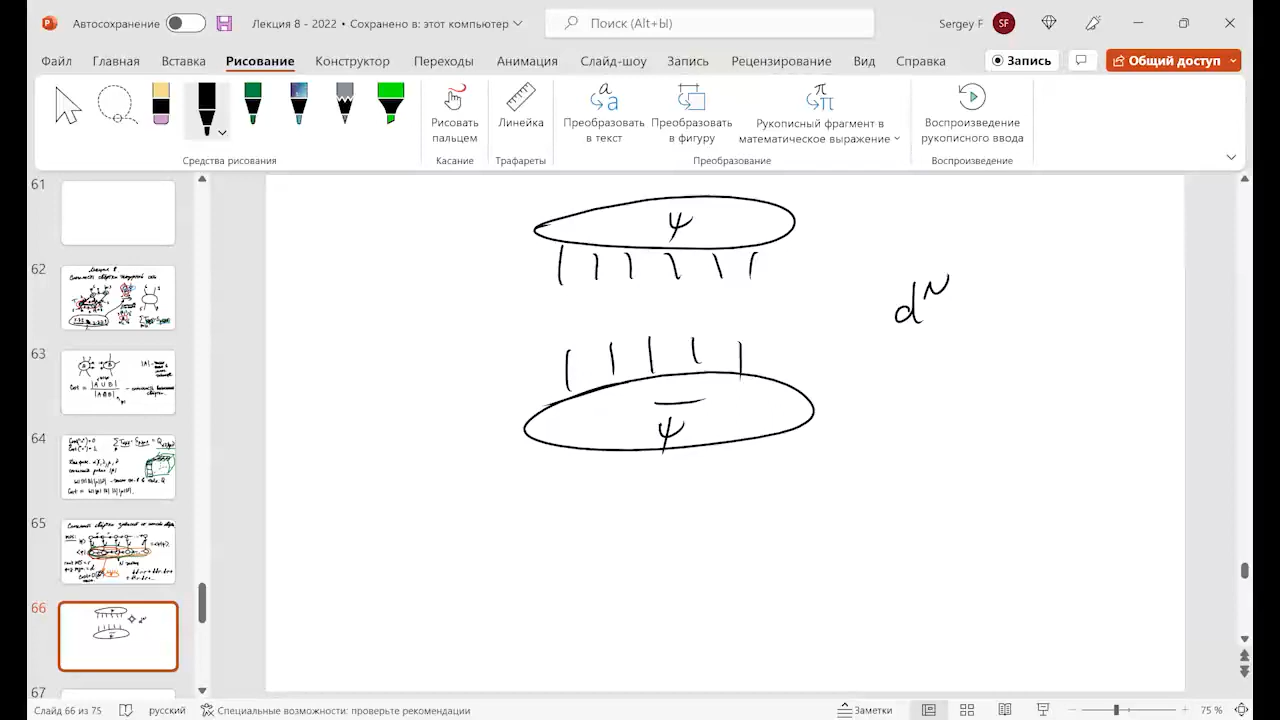 Автосохранение
Лекция 8 - 2022 • Сохранено в: этот компьютер
Поиск (Alt+Ы)
Sergey F
SF
Файл Главная Вставка Рисование Конструктор Переходы Анимация Слайд-шоу Запись Рецензирование Вид Справка
Запись
Общий доступ
Рисовать пальцем
Линейка
Преобразовать в текст
Преобразовать в фигуру
Рукописный фрагмент в математическое выражение
Воспроизведение рукописного ввода
Средства рисования
Касание
Трафареты
Преобразование
Воспроизведение
61
62
63
64
65
66
67
ψ
d^N
ψ̅
Слайд 66 из 75
русский
Специальные возможности: проверьте рекомендации
Заметки
75 %